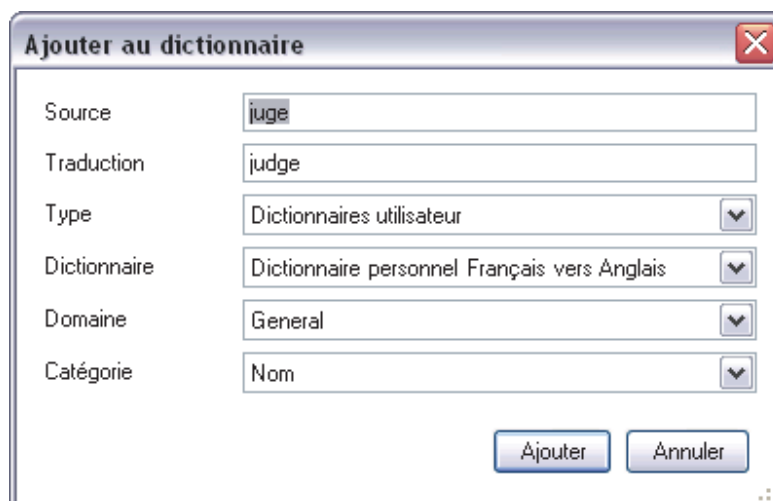 Ajouter au dictionnaire
Source juge
Traduction judge
Type Dictionnaires utilisateur
Dictionnaire Dictionnaire personnel Français vers Anglais
Domaine General
Catégorie Nom
Ajouter Annuler